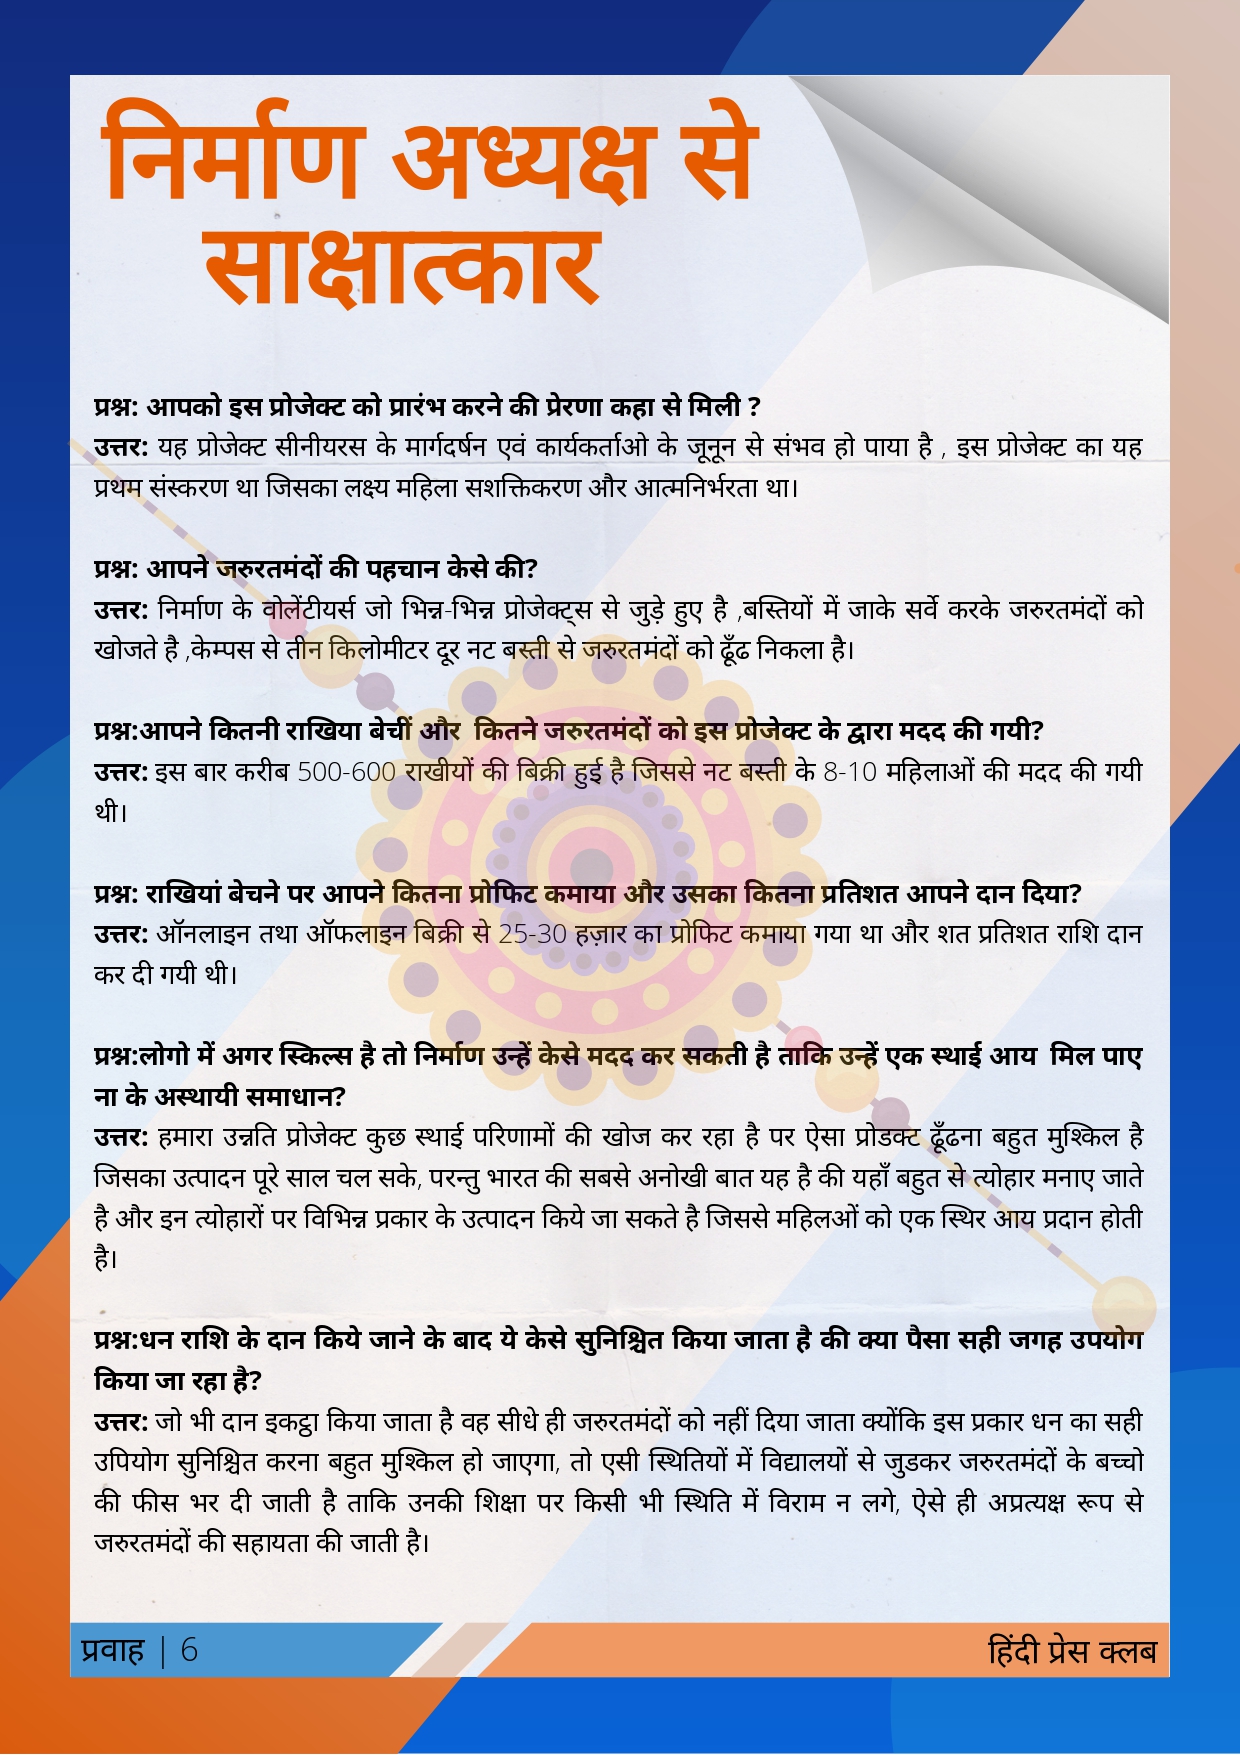 निर्माण अध्यक्ष से
साक्षात्कार
प्रश्न: आपको इस प्रोजेक्ट को प्रारंभ करने की प्रेरणा कहा से मिली ?
उत्तर: यह प्रोजेक्ट सीनीयरस के मार्गदर्षन एवं कार्यकर्ताओ के जूनून से संभव हो पाया है , इस प्रोजेक्ट का यह
प्रथम संस्करण था जिसका लक्ष्य महिला सशक्तिकरण और आत्मनिर्भरता था।
प्रश्न: आपने जरुरतमंदों की पहचान केसे की?
उत्तर: निर्माण के वोलेंटीयर्स जो भिन्न-भिन्न प्रोजेक्ट्स से जुड़े हुए है ,बस्तियों में जाके सर्वे करके जरुरतमंदों को
खोजते है ,केम्पस से तीन किलोमीटर दूर नट बस्ती से जरुरतमंदों को ढूँढ निकला है।
प्रश्न:आपने कितनी राखिया बेचीं और  कितने जरुरतमंदों को इस प्रोजेक्ट के द्वारा मदद की गयी?
उत्तर: इस बार करीब 500-600 राखीयों की बिक्री हुई है जिससे नट बस्ती के 8-10 महिलाओं की मदद की गयी
थी।
प्रश्न: राखियां बेचने पर आपने कितना प्रोफिट कमाया और उसका कितना प्रतिशत आपने दान दिया?
उत्तर: ऑनलाइन तथा ऑफलाइन बिक्री से 25-30 हज़ार का प्रोफिट कमाया गया था और शत प्रतिशत राशि दान
कर दी गयी थी।
प्रश्न:लोगो में अगर स्किल्स है तो निर्माण उन्हें केसे मदद कर सकती है ताकि उन्हें एक स्थाई आय  मिल पाए
ना के अस्थायी समाधान?
उत्तर: हमारा उन्नति प्रोजेक्ट कुछ स्थाई परिणामों की खोज कर रहा है पर ऐसा प्रोडक्ट ढूँढना बहुत मुश्किल है
जिसका उत्पादन पूरे साल चल सके, परन्तु भारत की सबसे अनोखी बात यह है की यहाँ बहुत से त्योहार मनाए जाते
है और इन त्योहारों पर विभिन्न प्रकार के उत्पादन किये जा सकते है जिससे महिलओं को एक स्थिर आय प्रदान होती
है।
प्रश्न:धन राशि के दान किये जाने के बाद ये केसे सुनिश्चित किया जाता है की क्या पैसा सही जगह उपयोग
किया जा रहा है?
उत्तर: जो भी दान इकट्ठा किया जाता है वह सीधे ही जरुरतमंदों को नहीं दिया जाता क्योंकि इस प्रकार धन का सही
उपियोग सुनिश्चित करना बहुत मुश्किल हो जाएगा, तो एसी स्थितियों में विद्यालयों से जुडकर जरुरतमंदों के बच्चो
की फीस भर दी जाती है ताकि उनकी शिक्षा पर किसी भी स्थिति में विराम न लगे, ऐसे ही अप्रत्यक्ष रूप से
जरुरतमंदों की सहायता की जाती है।
प्रवाह | 6
हिंदी प्रेस क्लब